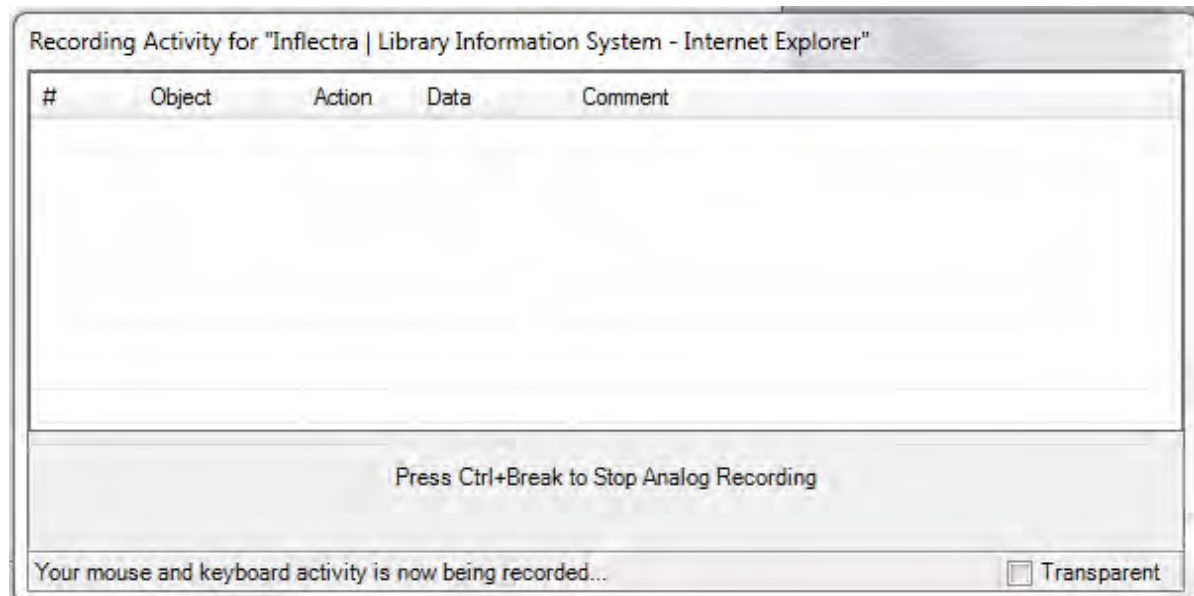 Recording Activity for "Inflectra | Library Information System - Internet Explorer"
# Object Action Data Comment
Press Ctrl+Break to Stop Analog Recording
Your mouse and keyboard activity is now being recorded... Transparent